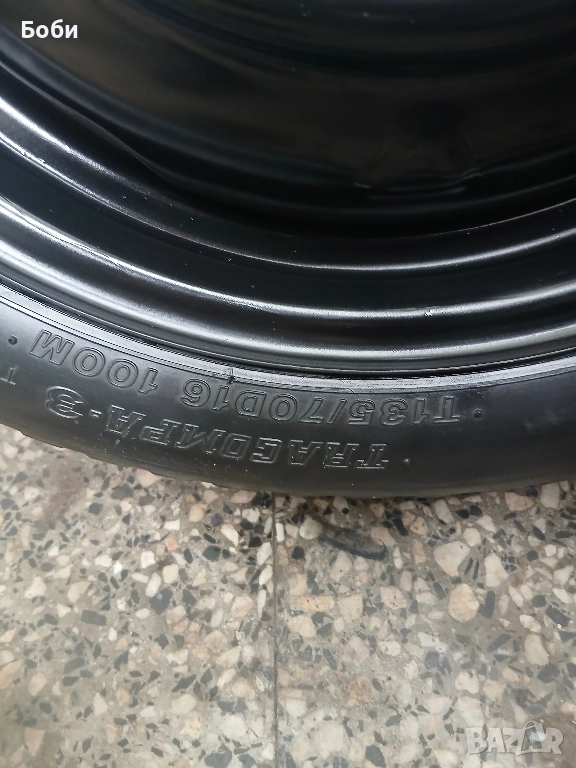 Боби
TRACOMPA-3 T
T135/70D16 100M
BAZAR